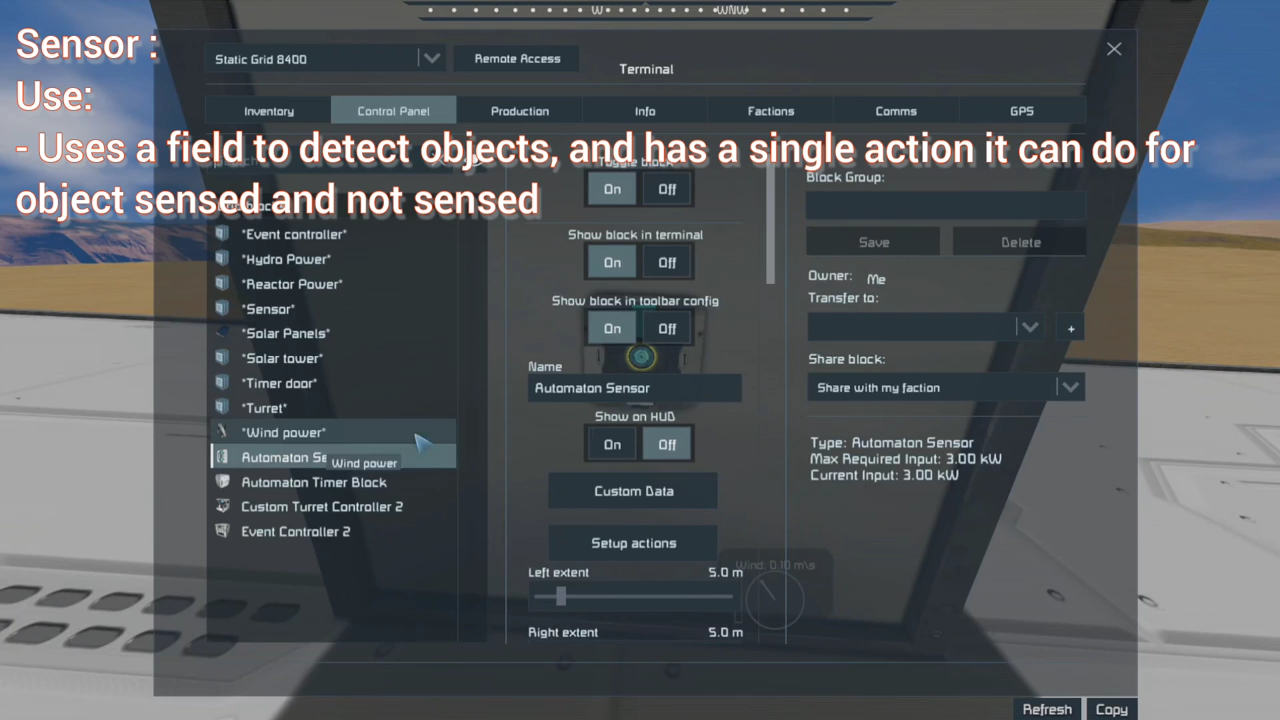 W WNW
Sensor :
Use:
- Uses a field to detect objects, and has a single action it can do for
object sensed and not sensed
Static Grid 8400
Remote Access
Terminal
Inventory Control Panel Production Info Factions Comms GPS
Toggle block
On Off
Show block in terminal
On Off
Show block in toolbar config
On Off
Name
Automaton Sensor
Show on HUD
On Off
Custom Data
Setup actions
Left extent 5.0 m
Right extent 5.0 m
*Event controller*
*Hydro Power*
*Reactor Power*
*Sensor*
*Solar Panels*
*Solar tower*
*Timer door*
*Turret*
*Wind power*
Automaton Se
Wind power
Automaton Timer Block
Custom Turret Controller 2
Event Controller 2
Block Group:
Save Delete
Owner: Me
Transfer to:
+
Share block:
Share with my faction
Type: Automaton Sensor
Max Required Input: 3.00 kW
Current Input: 3.00 kW
Wind: 0.10 m\s
Refresh Copy